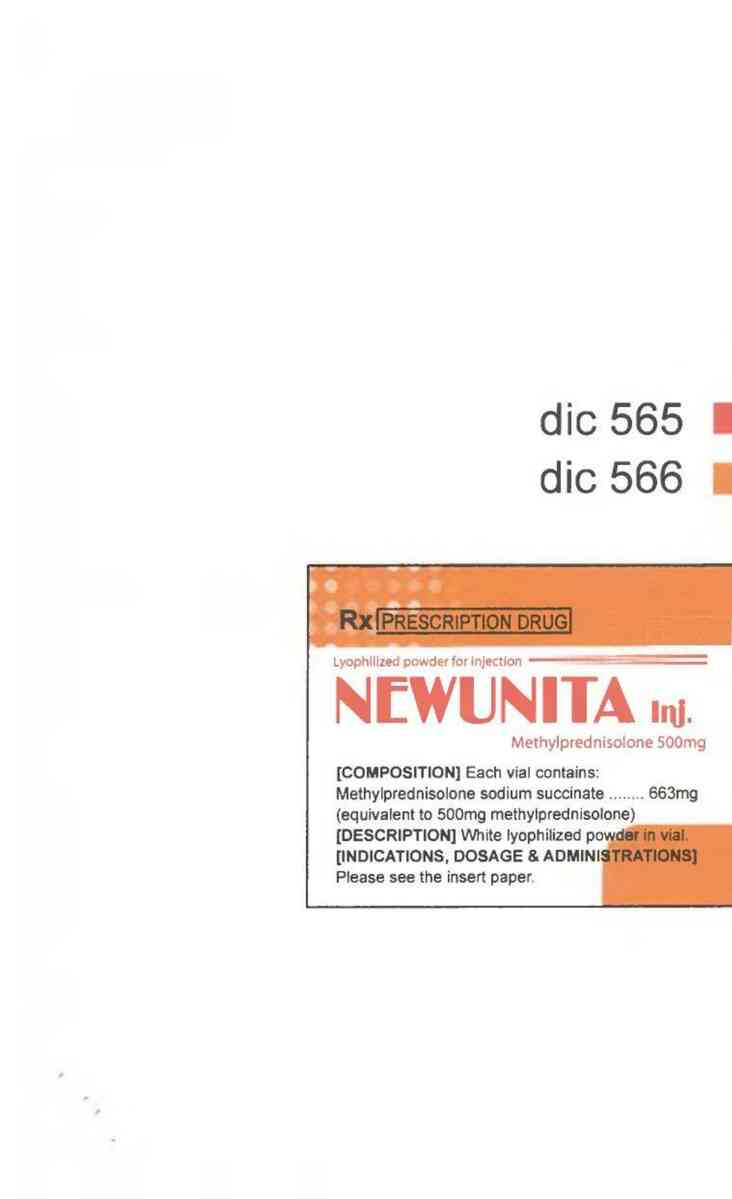 dic 565
dic 566
Rx PRESCRIPTION DRUG
Lyophilized powder for injection
NEWUNITA Inj.
Methylprednisolone 500mg
[COMPOSITION] Each vial contains:
Methylprednisolone sodium succinate ........ 663mg
(equivalent to 500mg methylprednisolone)
[DESCRIPTION] White lyophilized powder in vial.
[INDICATIONS, DOSAGE & ADMINISTRATIONS]
Please see the insert paper.